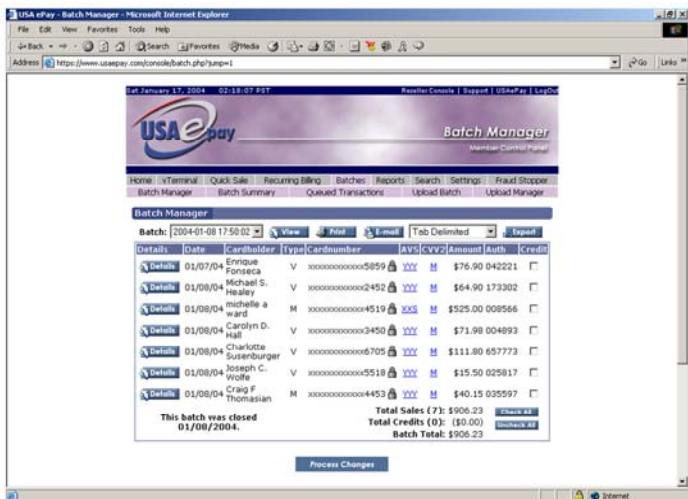 USA ePay - Batch Manager - Microsoft Internet Explorer
File Edit View Favorites Tools Help
Back Search Favorites Media
Address https://www.usaepay.com/console/batch.php?jump=1 Go Links »
Sat January 17, 2004 02:18:07 PST Reseller Console | Support | USAePay | LogOut
USA epay
Batch Manager
Member Control Panel
Home vTerminal Quick Sale Recurring Billing Batches Reports Search Settings Fraud Stopper
Batch Manager Batch Summary Queued Transactions Upload Batch Upload Manager
Batch Manager
Batch: 2004-01-08 17:50:02 View Print E-mail Tab Delimited Export
Details Date Cardholder Type Cardnumber AVS CVV2 Amount Auth Credit
Details 01/07/04 Enrique Fonseca V xxxxxxxxxxxx5859 YYY M $76.90 042221
Details 01/08/04 Michael S. Healey V xxxxxxxxxxxx2452 YYY M $64.90 173302
Details 01/08/04 michelle a ward M xxxxxxxxxxxx4519 XXS M $525.00 008566
Details 01/08/04 Carolyn D. Hall V xxxxxxxxxxxx3450 YYY M $71.98 004893
Details 01/08/04 Charlotte Susenburger V xxxxxxxxxxxx6705 YYY M $111.80 657773
Details 01/08/04 Joseph C. Wolfe V xxxxxxxxxxxx5518 YYY M $15.50 025817
Details 01/08/04 Craig F Thomasian M xxxxxxxxxxxx4453 YYY M $40.15 035597
This batch was closed 01/08/2004.
Total Sales (7): $906.23 Check All
Total Credits (0): ($0.00) Uncheck All
Batch Total: $906.23
Process Changes
Internet